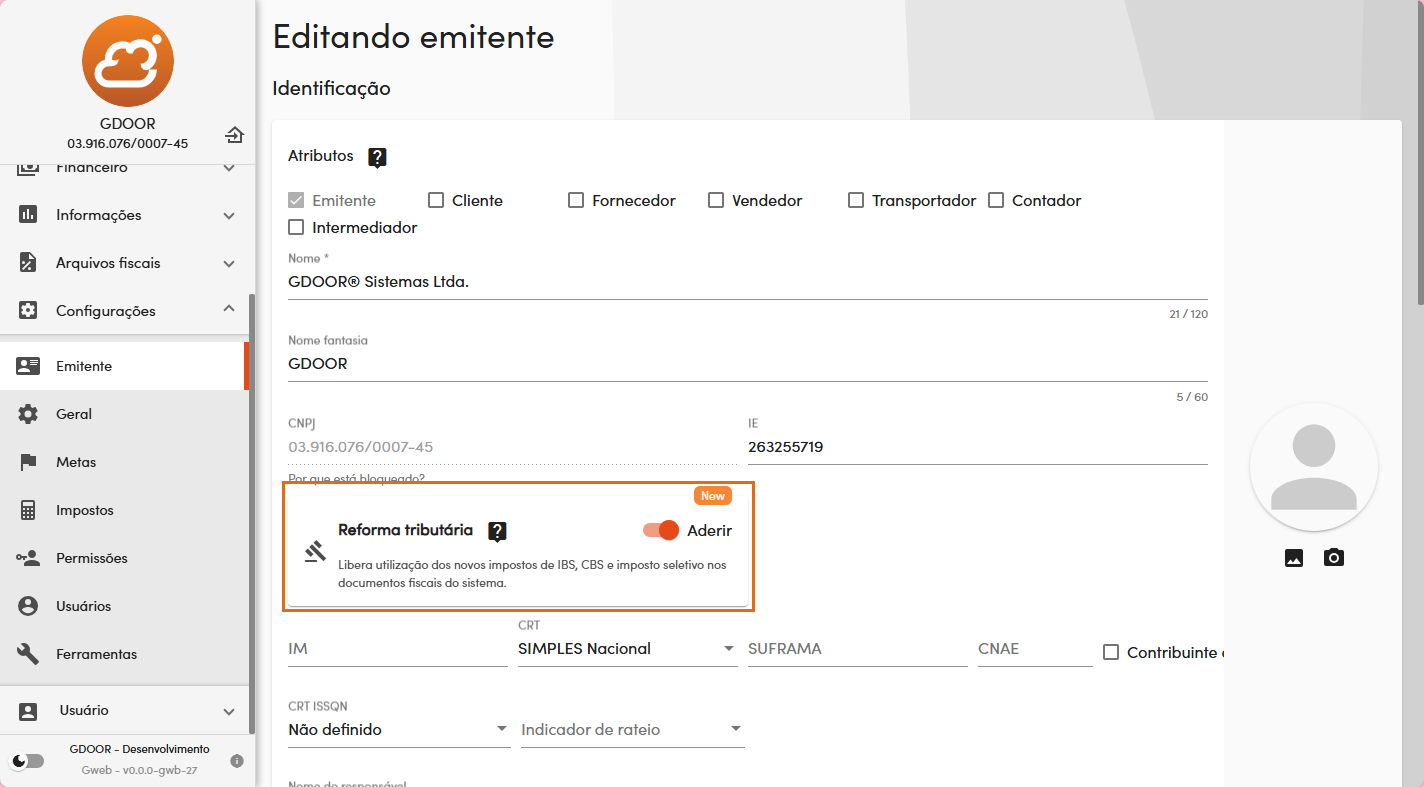 GDOOR
03.916.076/0007-45
Financeiro
Informações
Arquivos fiscais
Configurações
Emitente
Geral
Metas
Impostos
Permissões
Usuários
Ferramentas
Usuário
GDOOR - Desenvolvimento
Gweb - v0.0.0-gwb-27
Editando emitente
Identificação
Atributos
Emitente Cliente Fornecedor Vendedor Transportador Contador
Intermediador
Nome *
GDOOR® Sistemas Ltda.
21 / 120
Nome fantasia
GDOOR
5 / 60
CNPJ IE
03.916.076/0007-45 263255719
Por que está bloqueado?
New
Reforma tributária Aderir
Libera utilização dos novos impostos de IBS, CBS e imposto seletivo nos
documentos fiscais do sistema.
CRT
IM SIMPLES Nacional SUFRAMA CNAE Contribuinte
CRT ISSQN
Não definido Indicador de rateio
Nome do responsável